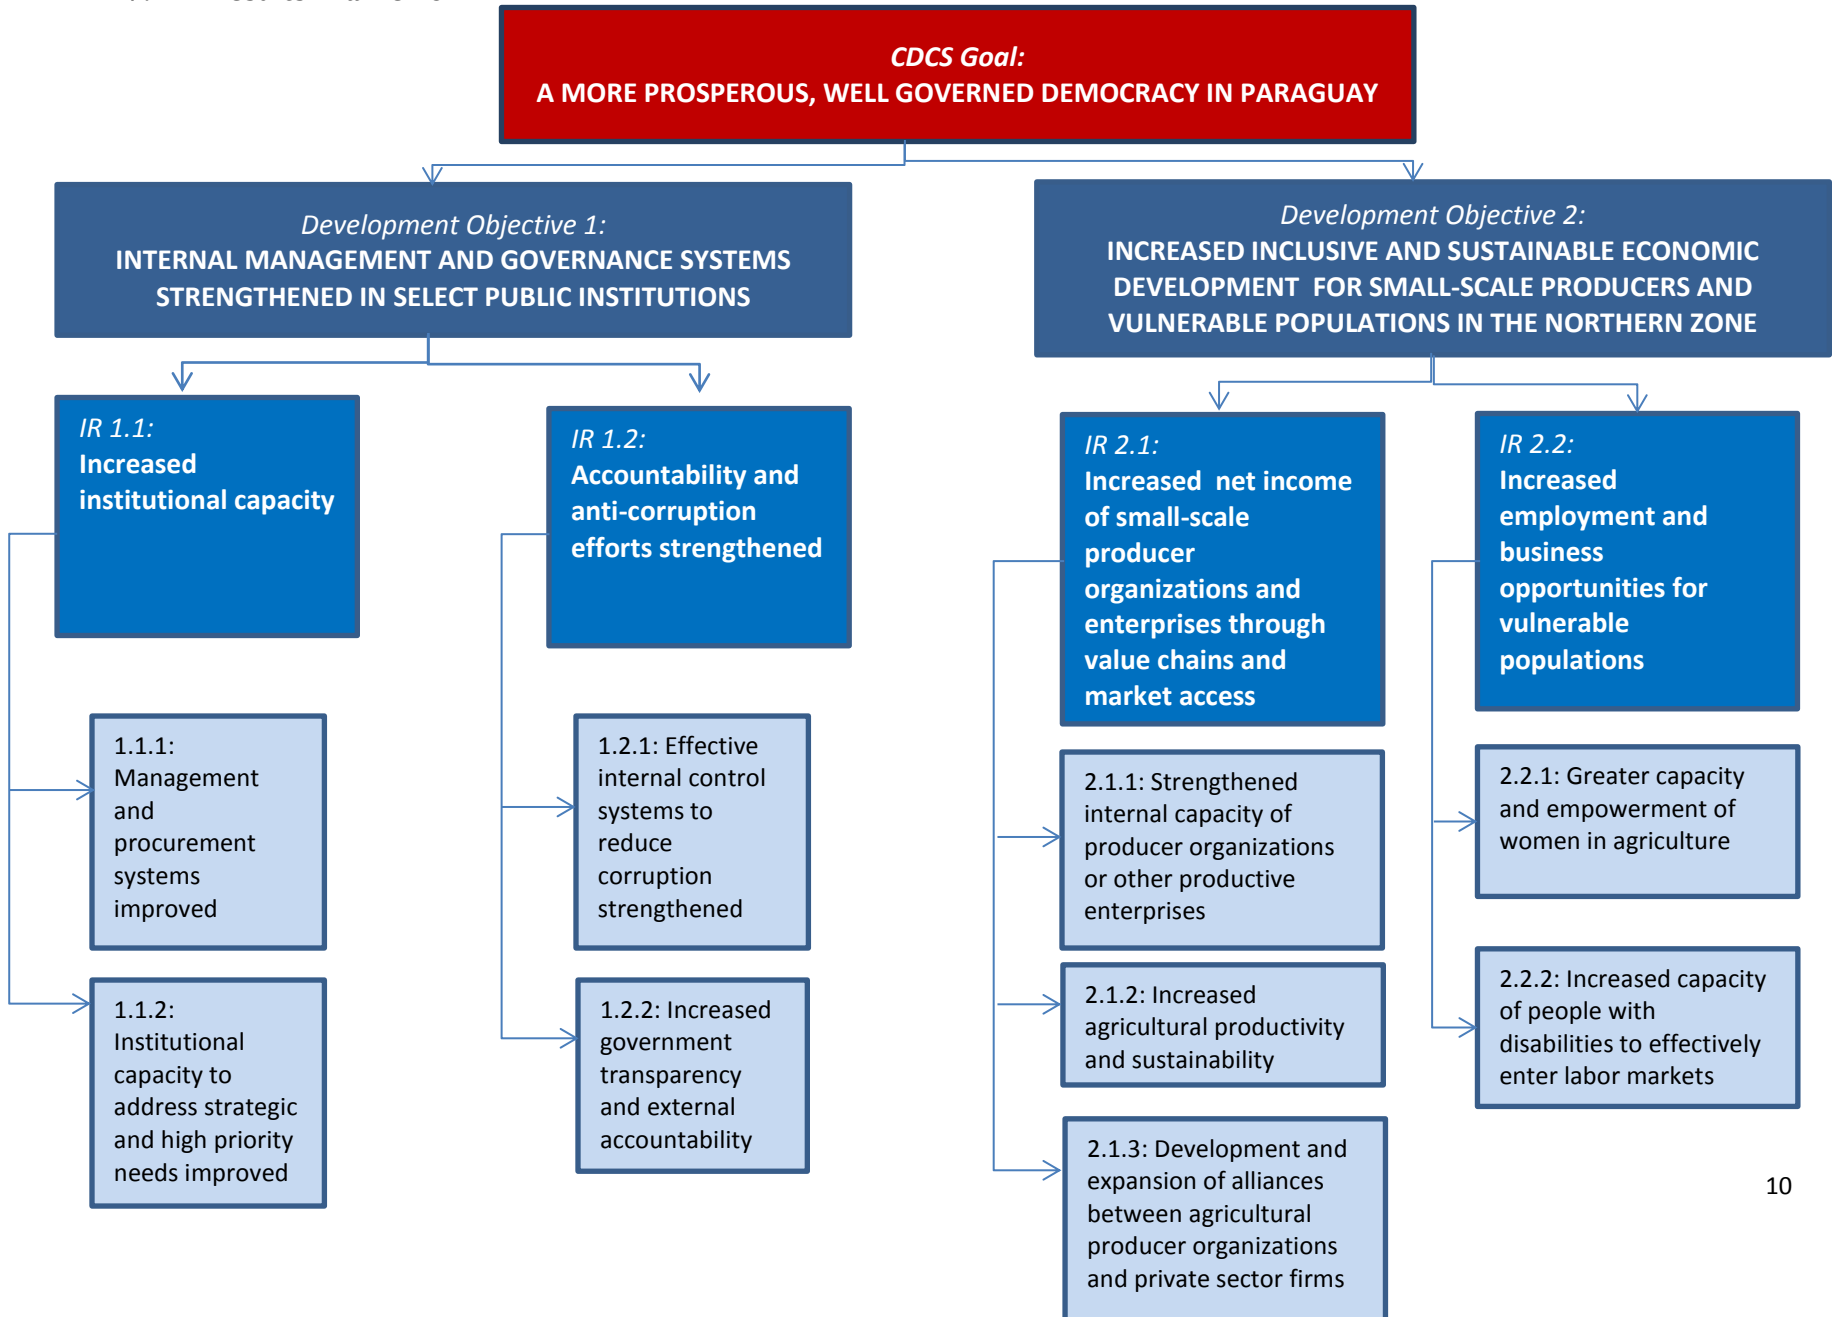 CDCS Goal:
A MORE PROSPEROUS, WELL GOVERNED DEMOCRACY IN PARAGUAY
Development Objective 1:
INTERNAL MANAGEMENT AND GOVERNANCE SYSTEMS
STRENGTHENED IN SELECT PUBLIC INSTITUTIONS
Development Objective 2:
INCREASED INCLUSIVE AND SUSTAINABLE ECONOMIC
DEVELOPMENT FOR SMALL-SCALE PRODUCERS AND
VULNERABLE POPULATIONS IN THE NORTHERN ZONE
IR 1.1:
Increased
institutional capacity
IR 1.2:
Accountability and
anti-corruption
efforts strengthened
IR 2.1:
Increased net income
of small-scale
producer
organizations and
enterprises through
value chains and
market access
IR 2.2:
Increased
employment and
business
opportunities for
vulnerable
populations
1.1.1:
Management
and
procurement
systems
improved
1.1.2:
Institutional
capacity to
address strategic
and high priority
needs improved
1.2.1: Effective
internal control
systems to
reduce
corruption
strengthened
1.2.2: Increased
government
transparency
and external
accountability
2.1.1: Strengthened
internal capacity of
producer organizations
or other productive
enterprises
2.1.2: Increased
agricultural productivity
and sustainability
2.1.3: Development and
expansion of alliances
between agricultural
producer organizations
and private sector firms
2.2.1: Greater capacity
and empowerment of
women in agriculture
2.2.2: Increased capacity
of people with
disabilities to effectively
enter labor markets
10